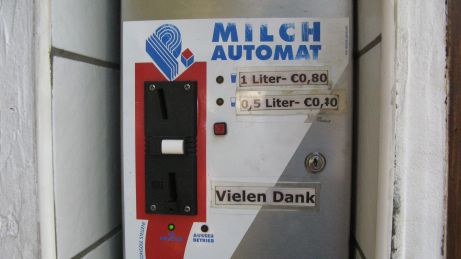 MILCH
AUTOMAT
1 Liter- €0,80
0,5 Liter- €0,40
Vielen Dank
AUSSER
BETRIEB